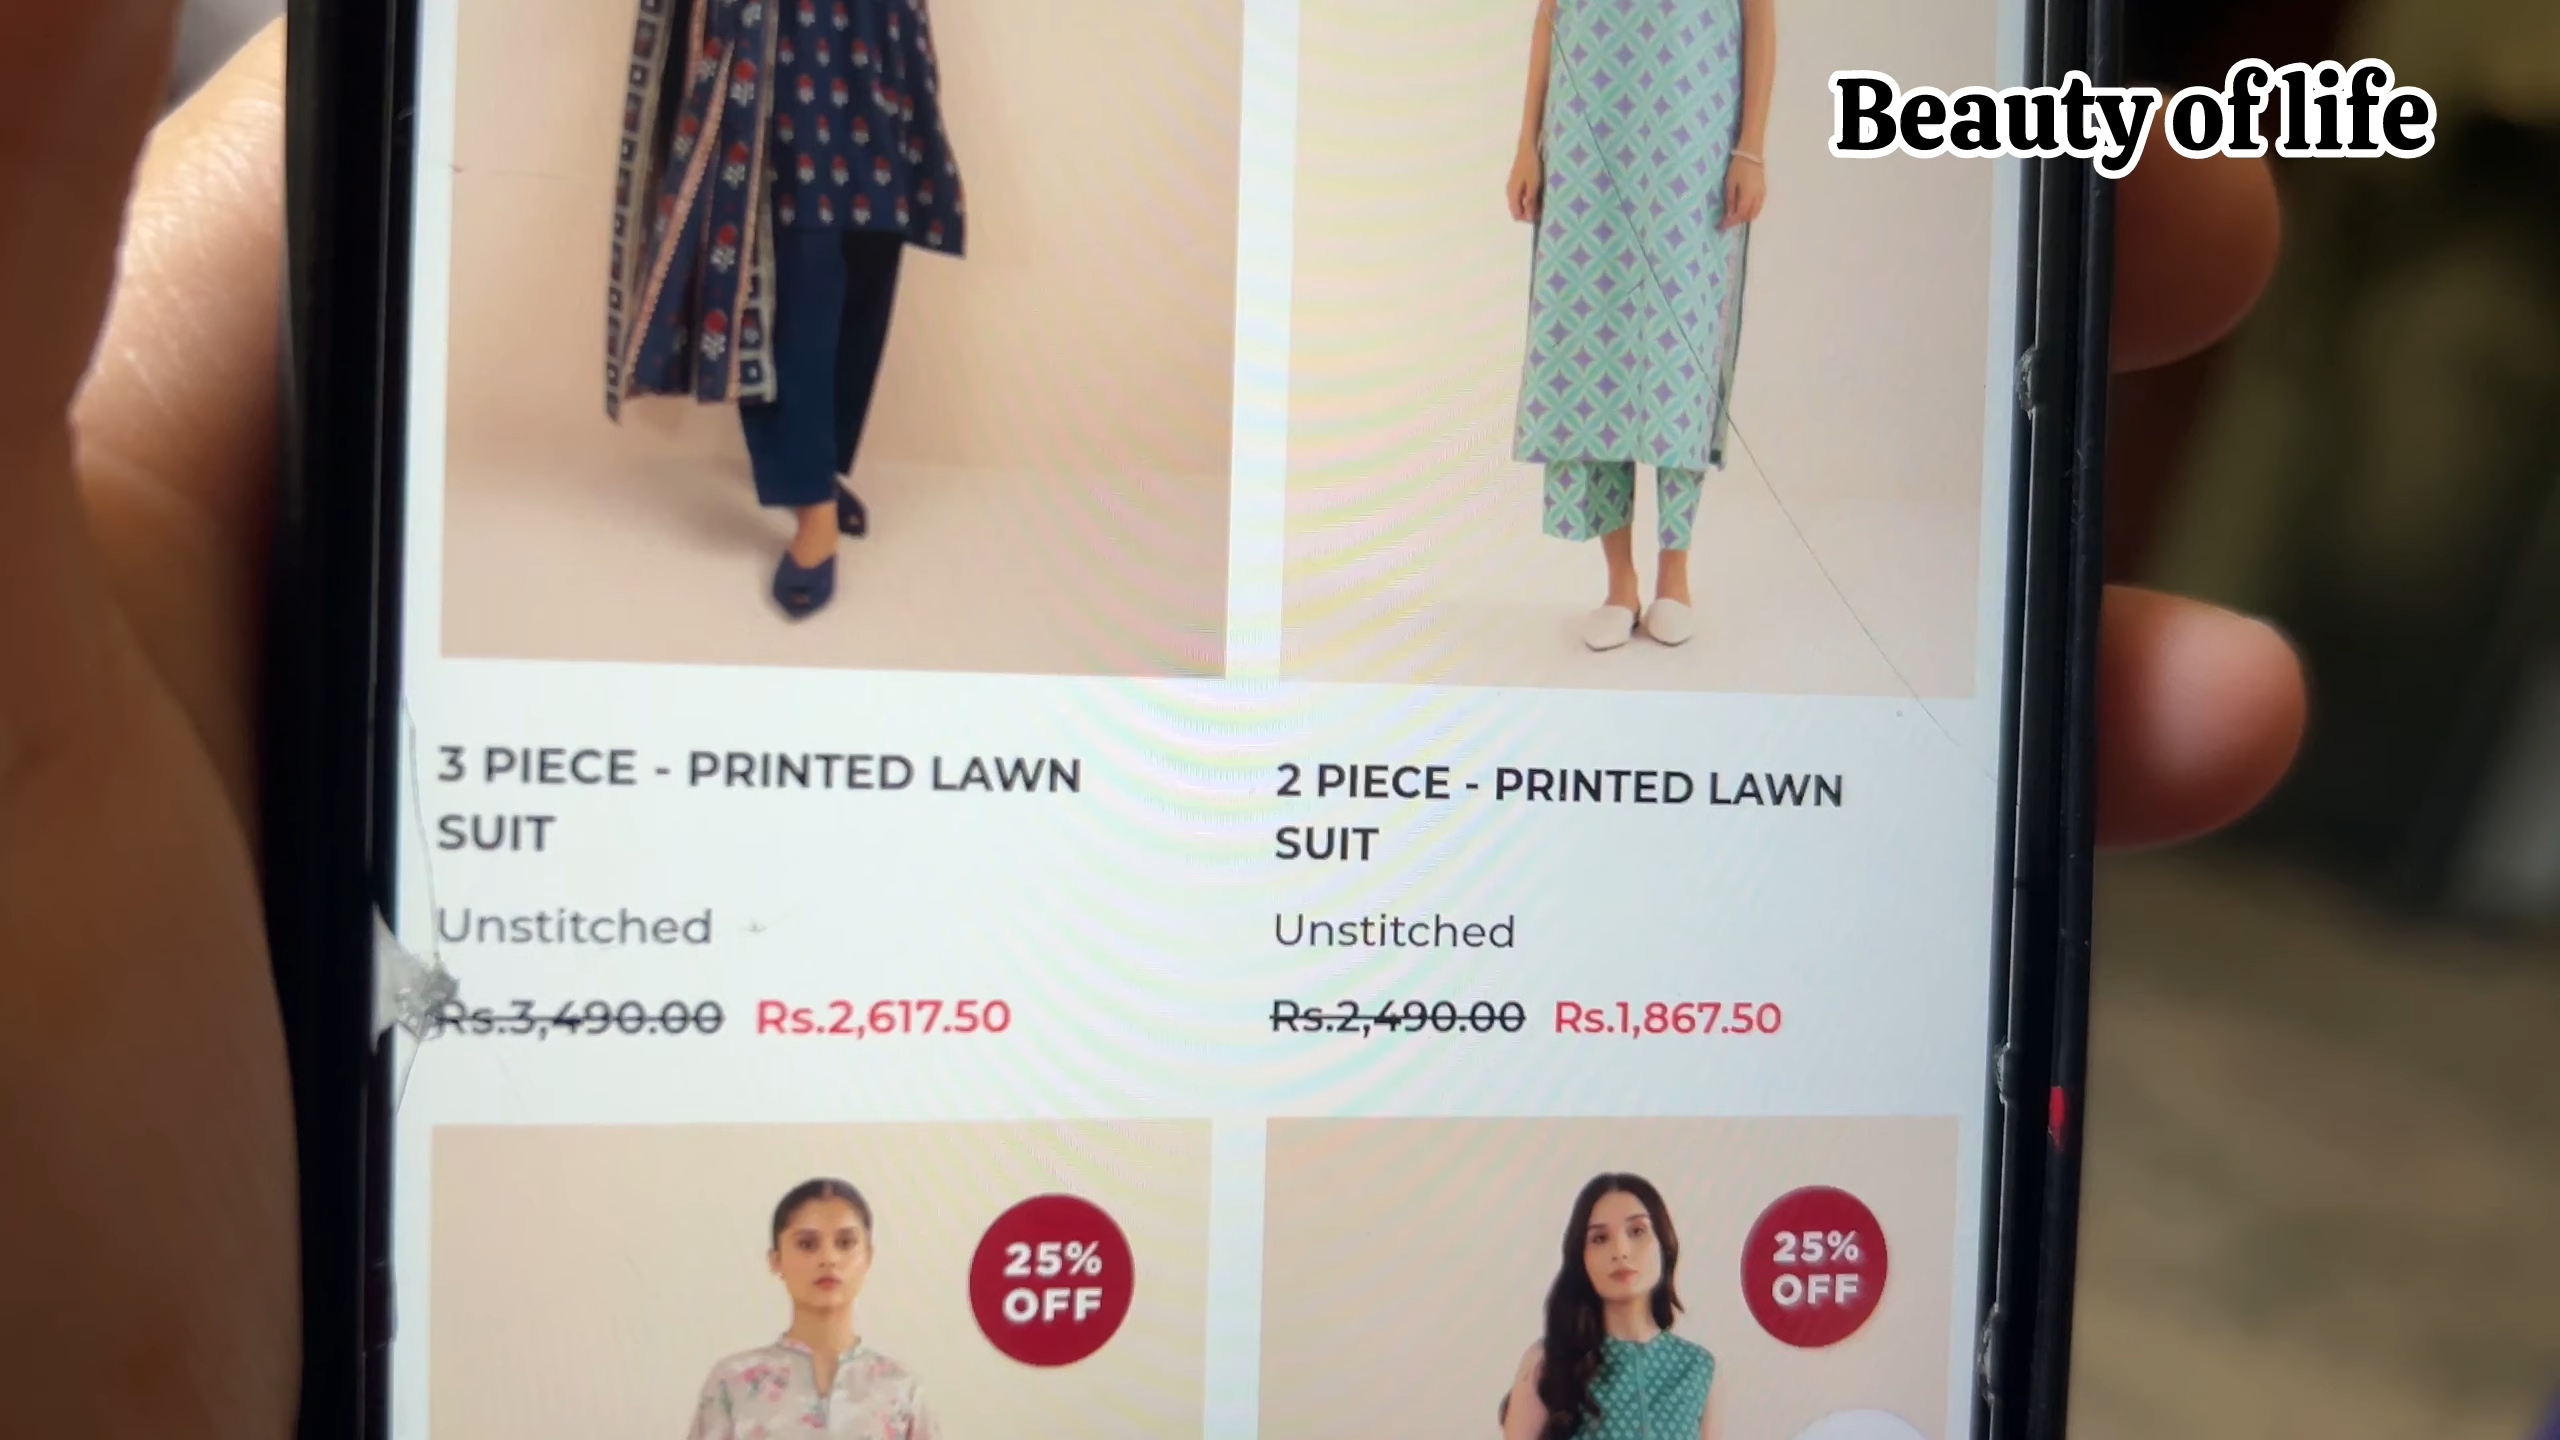 Beauty of life
3 PIECE - PRINTED LAWN
SUIT
Unstitched
Rs.3,490.00 Rs.2,617.50
2 PIECE - PRINTED LAWN
SUIT
Unstitched
Rs.2,490.00 Rs.1,867.50
25%
OFF
25%
OFF